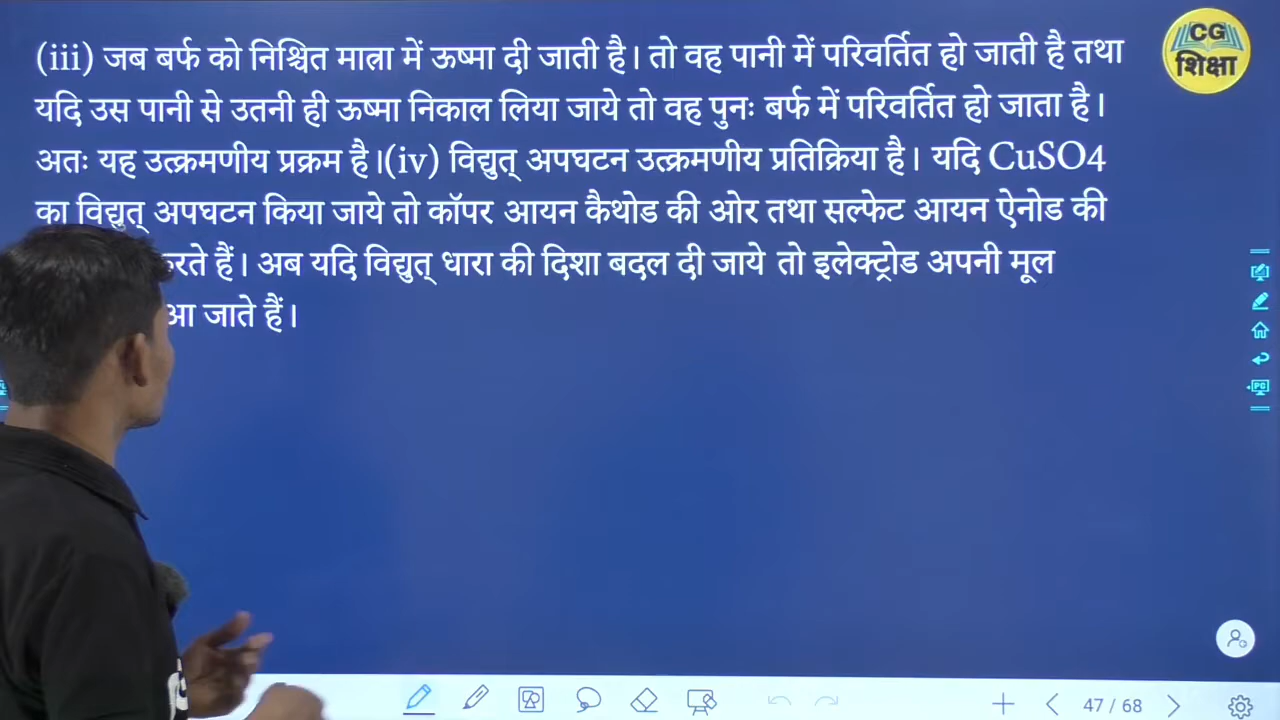 (iii) जब बर्फ को निश्चित मात्रा में ऊष्मा दी जाती है। तो वह पानी में परिवर्तित हो जाती है तथा
यदि उस पानी से उतनी ही ऊष्मा निकाल लिया जाये तो वह पुनः बर्फ में परिवर्तित हो जाता है।
अतः यह उत्क्रमणीय प्रक्रम है।(iv) विद्युत् अपघटन उत्क्रमणीय प्रतिक्रिया है। यदि CuSO4
का विद्युत् अपघटन किया जाये तो कॉपर आयन कैथोड की ओर तथा सल्फेट आयन ऐनोड की
हैं। अब यदि विद्युत् धारा की दिशा बदल दी जाये तो इलेक्ट्रोड अपनी मूल
आ जाते हैं।
CG
शिक्षा
PC
47 / 68